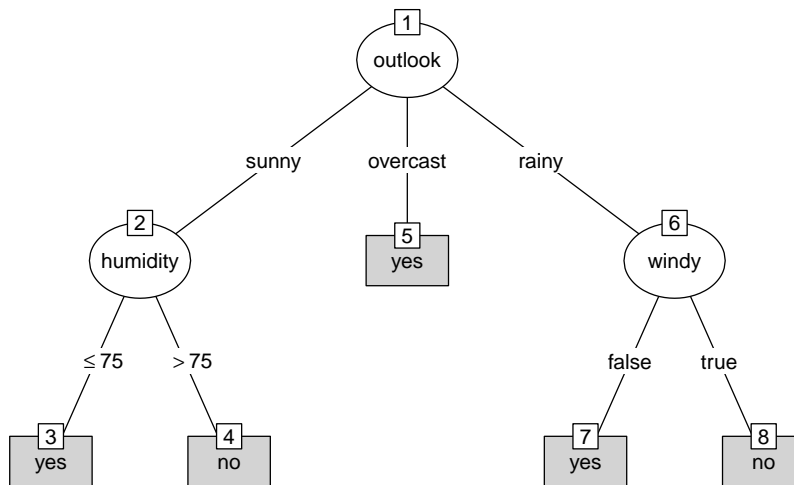 1
outlook
sunny
overcast
rainy
2
humidity
5
yes
6
windy
≤ 75
> 75
false
true
3
yes
4
no
7
yes
8
no